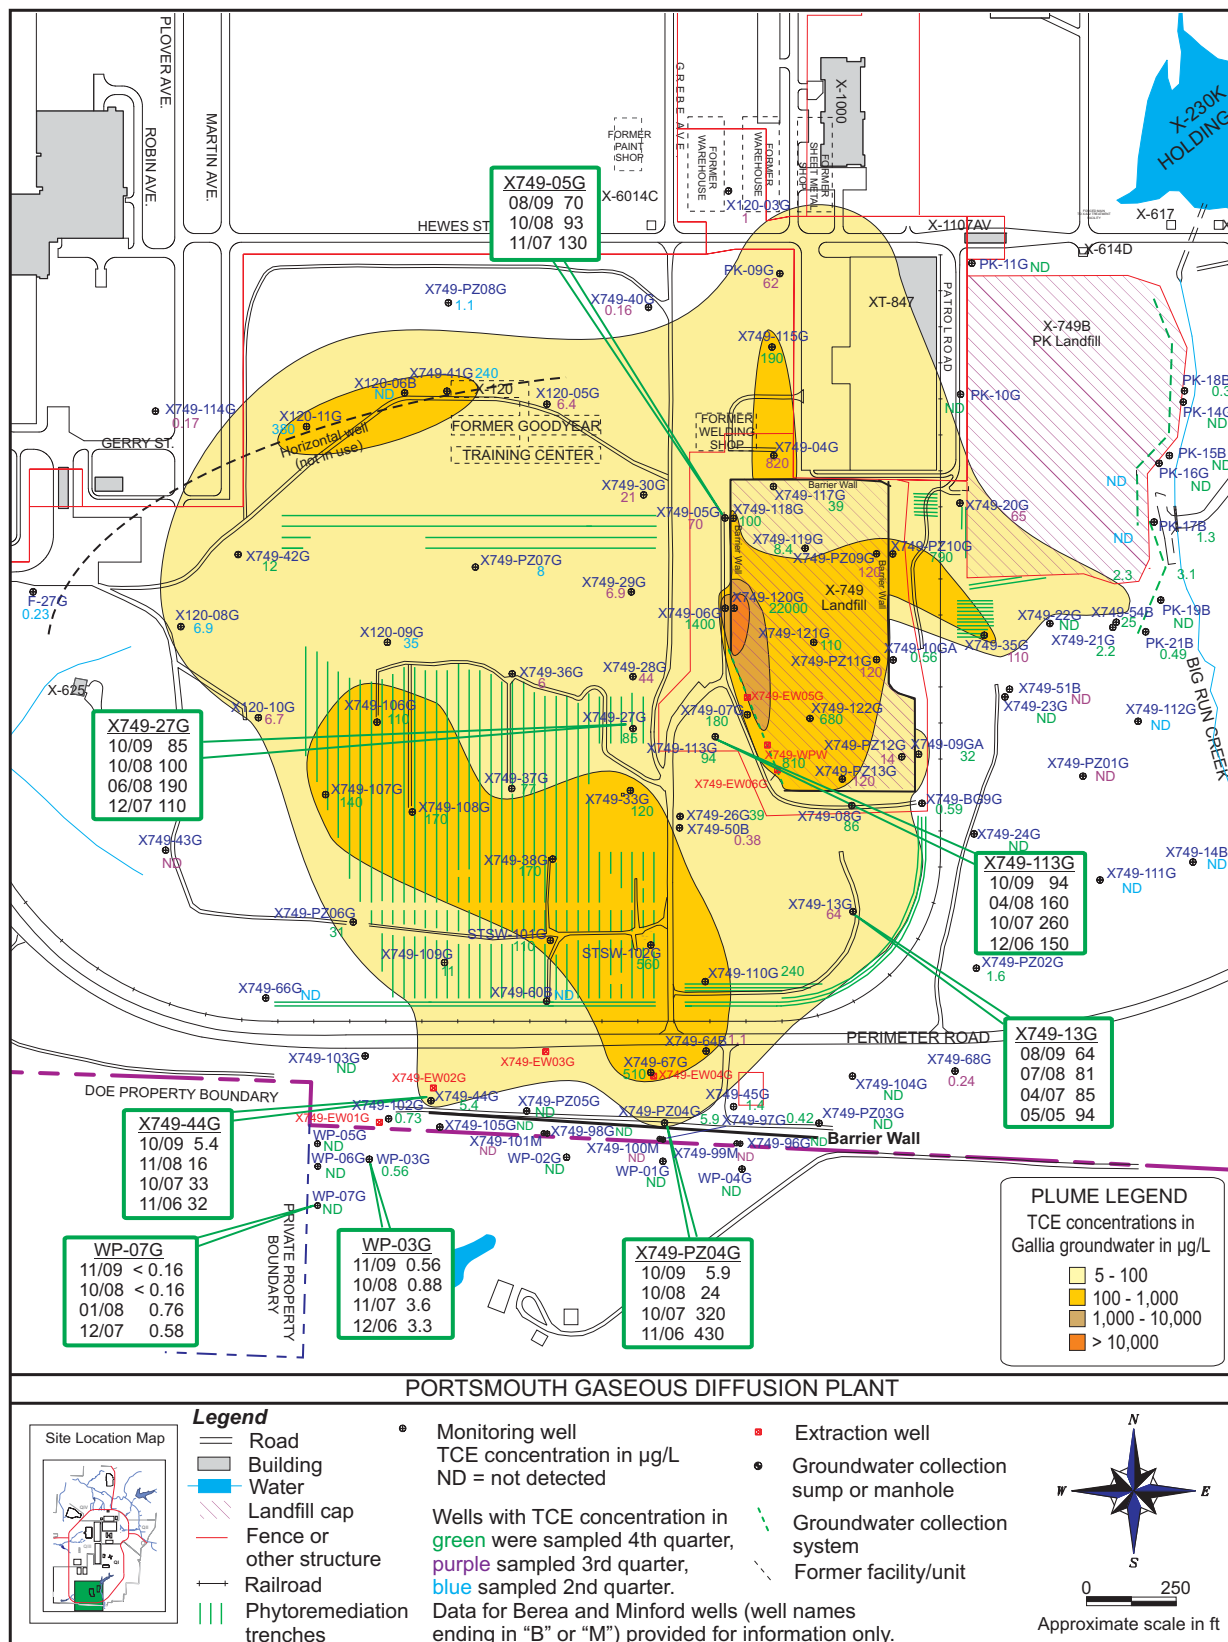 PLOVER AVE.
ROBIN AVE.
MARTIN AVE.
GREBE AVE.
FORMER
PAINT
SHOP
FORMER
WAREHOUSE
FORMER
WAREHOUSE
FORMER
SHEET METAL
SHOP
X-1000
X-230K
HOLDING
X749-05G
08/09 70
10/08 93
11/07 130
X-6014C
X120-03G
1
HEWES ST.
X-1107AV
X-617
X-614D
PK-11G ND
PK-09G
62
X749-PZ08G
1.1
X749-40G
0.16
XT-847
PATROL ROAD
X-749B
PK Landfill
X749-115G
190
X120-06B
ND
X749-41G 240
X-120
X120-05G
6.4
PK-18B
0.3
PK-14G
ND
PK-10G
ND
X749-114G
0.17
X120-11G
380
Horizontal well
(not in use)
FORMER GOODYEAR
TRAINING CENTER
FORMER
WELDING
SHOP
X749-04G
820
GERRY ST.
PK-15B
ND
PK-16G
ND
ND
X749-30G
21
Barrier Wall
X749-117G
39
X749-20G
65
X749-05G
70
X749-118G
100
PK-17B
1.3
ND
X749-42G
12
X749-PZ07G
8
X749-119G
8.4
X749-PZ09G
120
X749-PZ10G
790
Barrier Wall
Barrier Wall
2.3
3.1
F-27G
0.23
X749-29G
6.9
X749-06G
1400
X749-120G
22000
X-749
Landfill
PK-19B
ND
X120-08G
6.9
X120-09G
35
X749-121G
110
X749-22G
ND
X749-54B
25
X749-21G
2.2
PK-21B
0.49
X749-35G
110
X749-PZ11G
120
X749-10GA
0.56
X749-36G
6
X749-28G
44
X-625
BIG RUN CREEK
X749-51B
ND
X749-23G
ND
X749-112G
ND
X120-10G
6.7
X749-106G
110
X749-27G
85
X749-EW05G
X749-07G
180
X749-122G
680
X749-27G
10/09 85
10/08 100
06/08 190
12/07 110
X749-113G
94
X749-WPW
810
X749-EW06G
X749-PZ12G
14
X749-09GA
32
X749-PZ13G
120
X749-PZ01G
ND
X749-107G
140
X749-108G
170
X749-37G
77
X749-33G
120
X749-26G 39
X749-50B
0.38
X749-08G
86
X749-BG9G
0.59
X749-43G
ND
X749-38G
170
X749-24G
ND
X749-14B
ND
X749-111G
ND
X749-113G
10/09 94
04/08 160
10/07 260
12/06 150
X749-PZ06G
31
STSW-101G
110
STSW-102G
560
X749-13G
64
X749-109G
11
X749-110G 240
X749-PZ02G
1.6
X749-66G
ND
X749-60B
ND
X749-13G
08/09 64
07/08 81
04/07 85
05/05 94
PERIMETER ROAD
X749-64B 1.1
X749-103G
ND
X749-EW03G
X749-67G
510
X749-EW04G
X749-EW02G
X749-68G
0.24
X749-104G
ND
DOE PROPERTY BOUNDARY
X749-44G
5.4
X749-PZ05G
ND
X749-45G
1.4
X749-44G
10/09 5.4
11/08 16
10/07 33
11/06 32
X749-EW01G
X749-102G
0.73
X749-PZ04G
5.9
X749-97G
0.42
X749-PZ03G
ND
X749-105G
ND
X749-98G
ND
X749-101M
ND
X749-100M
ND
X749-99M
ND
X749-96G
Barrier Wall
WP-05G
ND
WP-06G
ND
WP-03G
0.56
WP-02G
ND
WP-01G
ND
WP-04G
ND
WP-07G
ND
PRIVATE PROPERTY
BOUNDARY
WP-07G
11/09 < 0.16
10/08 < 0.16
01/08 0.76
12/07 0.58
WP-03G
11/09 0.56
10/08 0.88
11/07 3.6
12/06 3.3
X749-PZ04G
10/09 5.9
10/08 24
10/07 320
11/06 430
PLUME LEGEND
TCE concentrations in
Gallia groundwater in µg/L
5 - 100
100 - 1,000
1,000 - 10,000
> 10,000
PORTSMOUTH GASEOUS DIFFUSION PLANT
Site Location Map
Legend
Road
Building
Water
Landfill cap
Fence or
other structure
Railroad
Phytoremediation
trenches
Monitoring well
TCE concentration in µg/L
ND = not detected
Wells with TCE concentration in
green were sampled 4th quarter,
purple sampled 3rd quarter,
blue sampled 2nd quarter.
Data for Berea and Minford wells (well names
ending in “B” or “M”) provided for information only.
Extraction well
Groundwater collection
sump or manhole
Groundwater collection
system
Former facility/unit
N
W
E
S
0 250
Approximate scale in ft